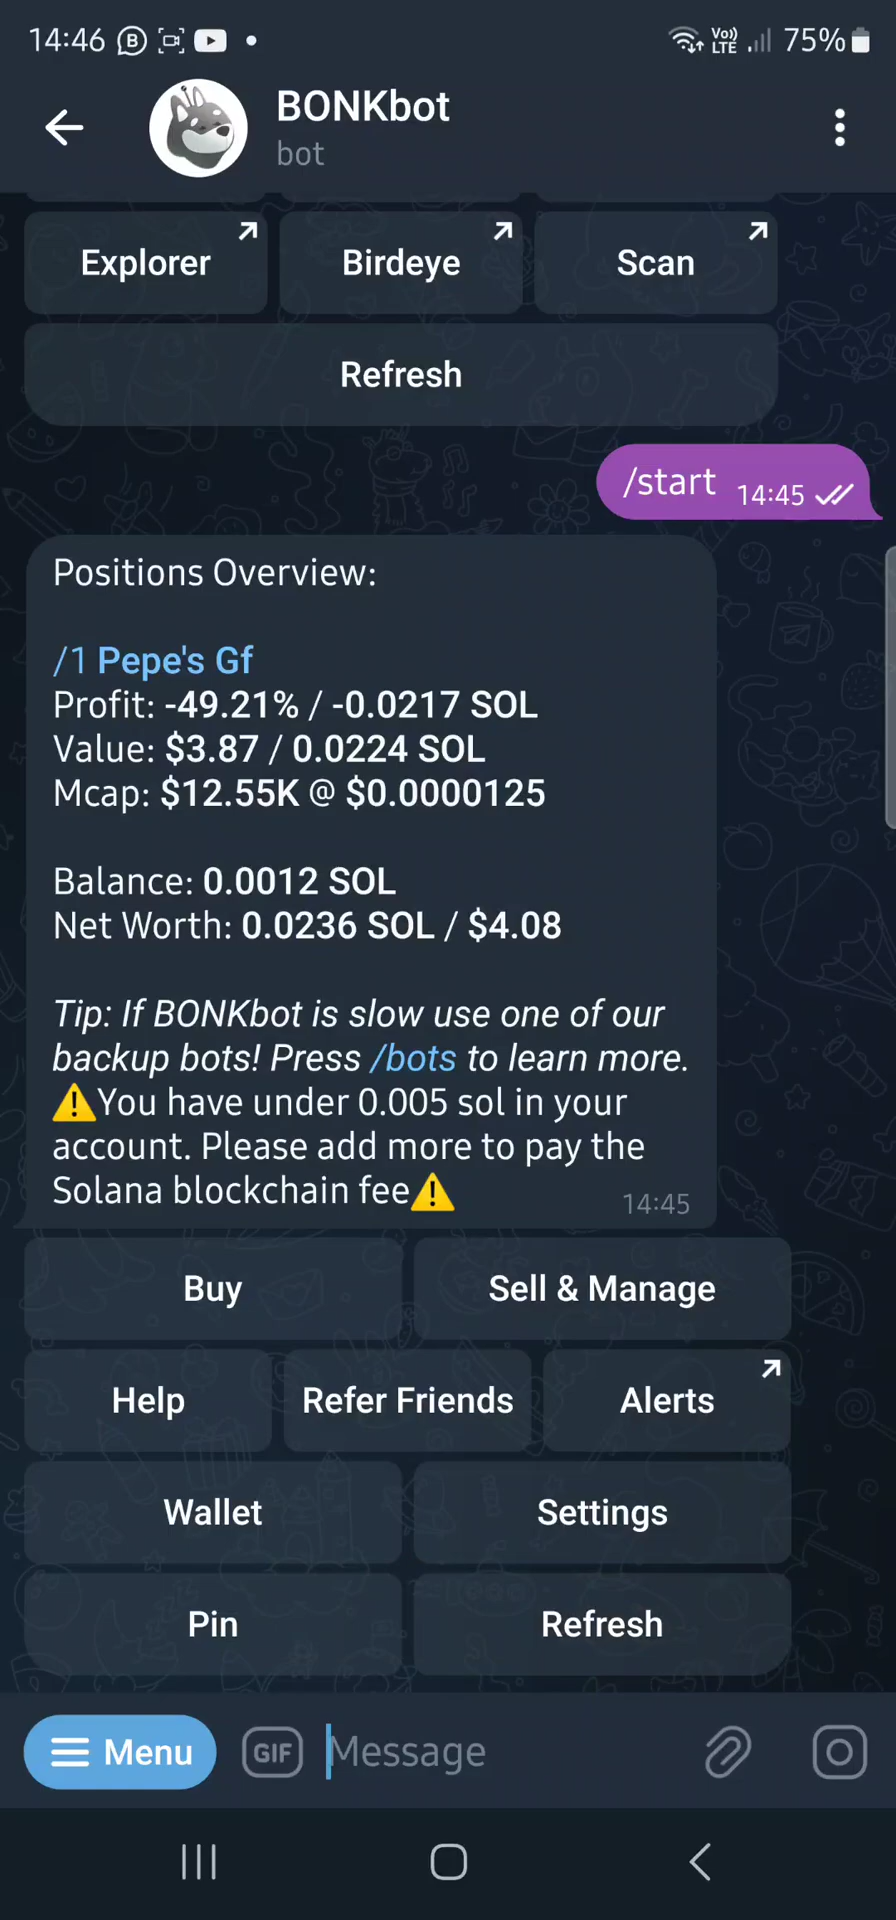 14:46 Vo)) LTE 75%
BONKbot
bot
Explorer Birdeye Scan
Refresh
/start 14:45
Positions Overview:
/1 Pepe's Gf
Profit: -49.21% / -0.0217 SOL
Value: $3.87 / 0.0224 SOL
Mcap: $12.55K @ $0.0000125
Balance: 0.0012 SOL
Net Worth: 0.0236 SOL / $4.08
Tip: If BONKbot is slow use one of our
backup bots! Press /bots to learn more.
⚠️You have under 0.005 sol in your
account. Please add more to pay the
Solana blockchain fee⚠️ 14:45
Buy Sell & Manage
Help Refer Friends Alerts
Wallet Settings
Pin Refresh
Menu GIF Message